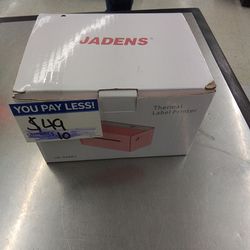 JADENS
YOU PAY LESS!
$49
10
Thermal
Label Printer